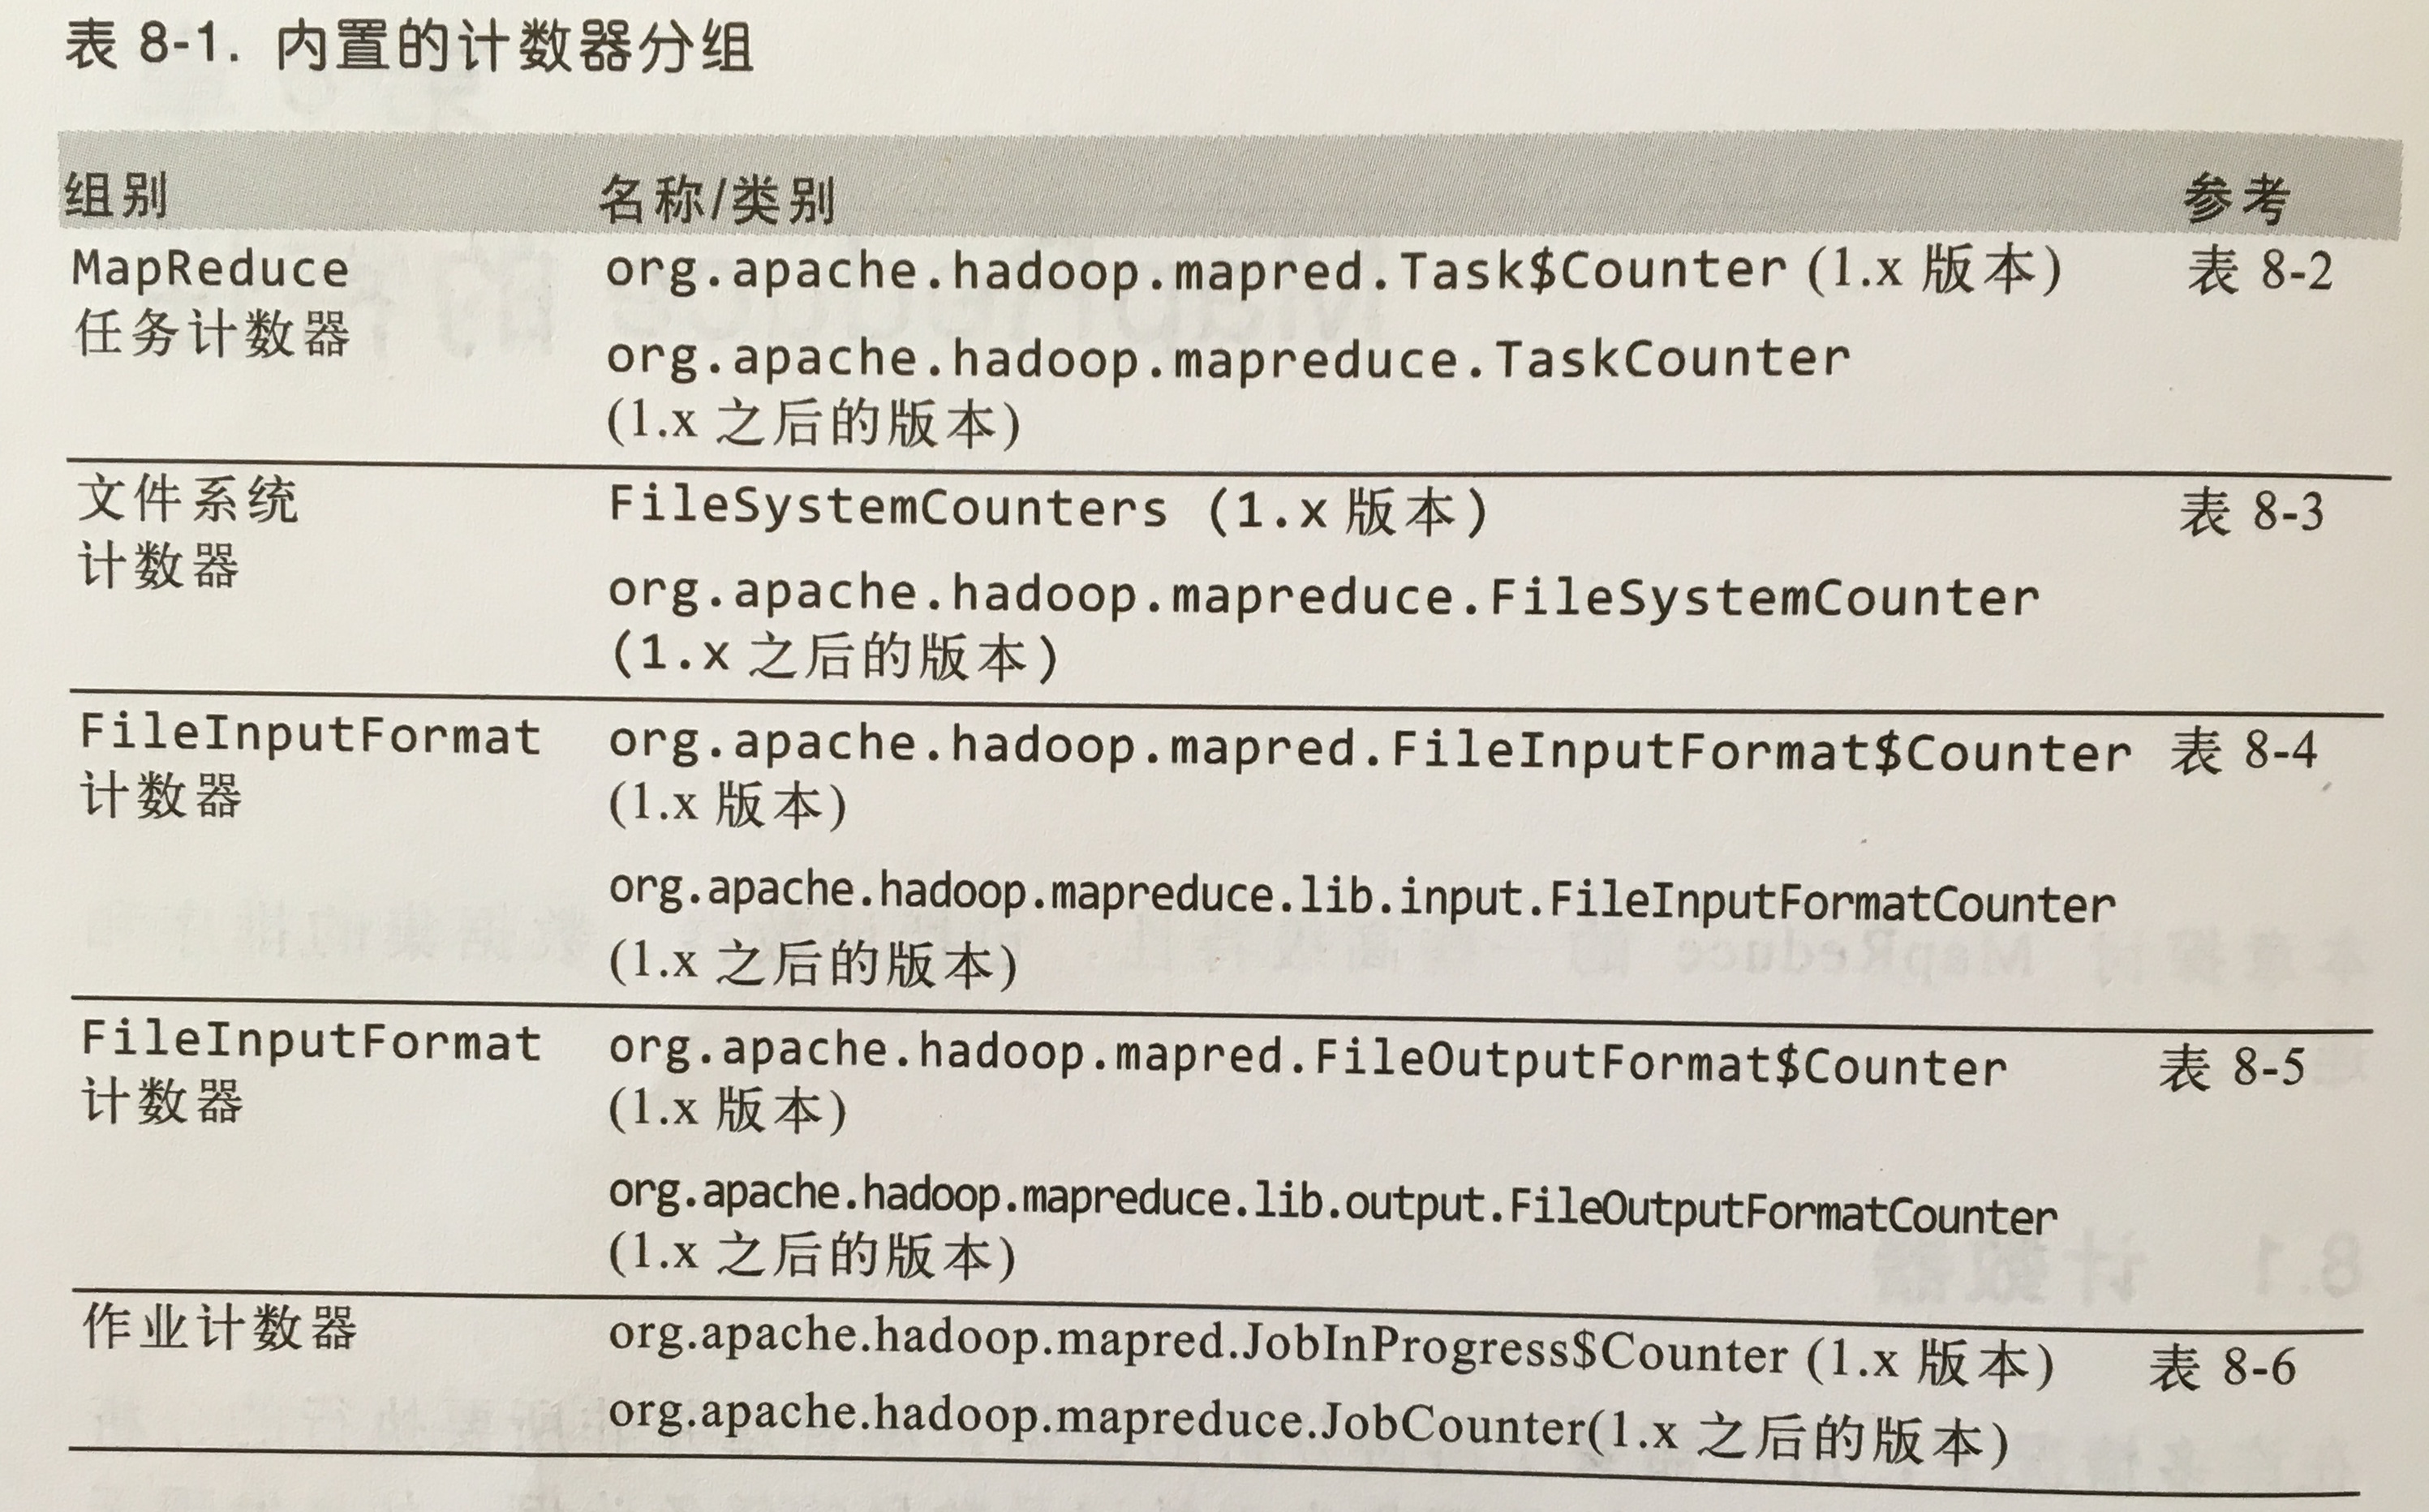 表 8-1. 内置的计数器分组
组别 名称/类别 参考
MapReduce 任务计数器
org.apache.hadoop.mapred.Task$Counter (1.x 版本)
org.apache.hadoop.mapreduce.TaskCounter
(1.x 之后的版本)
表 8-2
文件系统
计数器
FileSystemCounters (1.x 版本)
org.apache.hadoop.mapreduce.FileSystemCounter
(1.x 之后的版本)
表 8-3
FileInputFormat
计数器
org.apache.hadoop.mapred.FileInputFormat$Counter
(1.x 版本)
org.apache.hadoop.mapreduce.lib.input.FileInputFormatCounter
(1.x 之后的版本)
表 8-4
FileInputFormat
计数器
org.apache.hadoop.mapred.FileOutputFormat$Counter
(1.x 版本)
org.apache.hadoop.mapreduce.lib.output.FileOutputFormatCounter
(1.x 之后的版本)
表 8-5
作业计数器
org.apache.hadoop.mapred.JobInProgress$Counter (1.x 版本)
org.apache.hadoop.mapreduce.JobCounter(1.x 之后的版本)
表 8-6